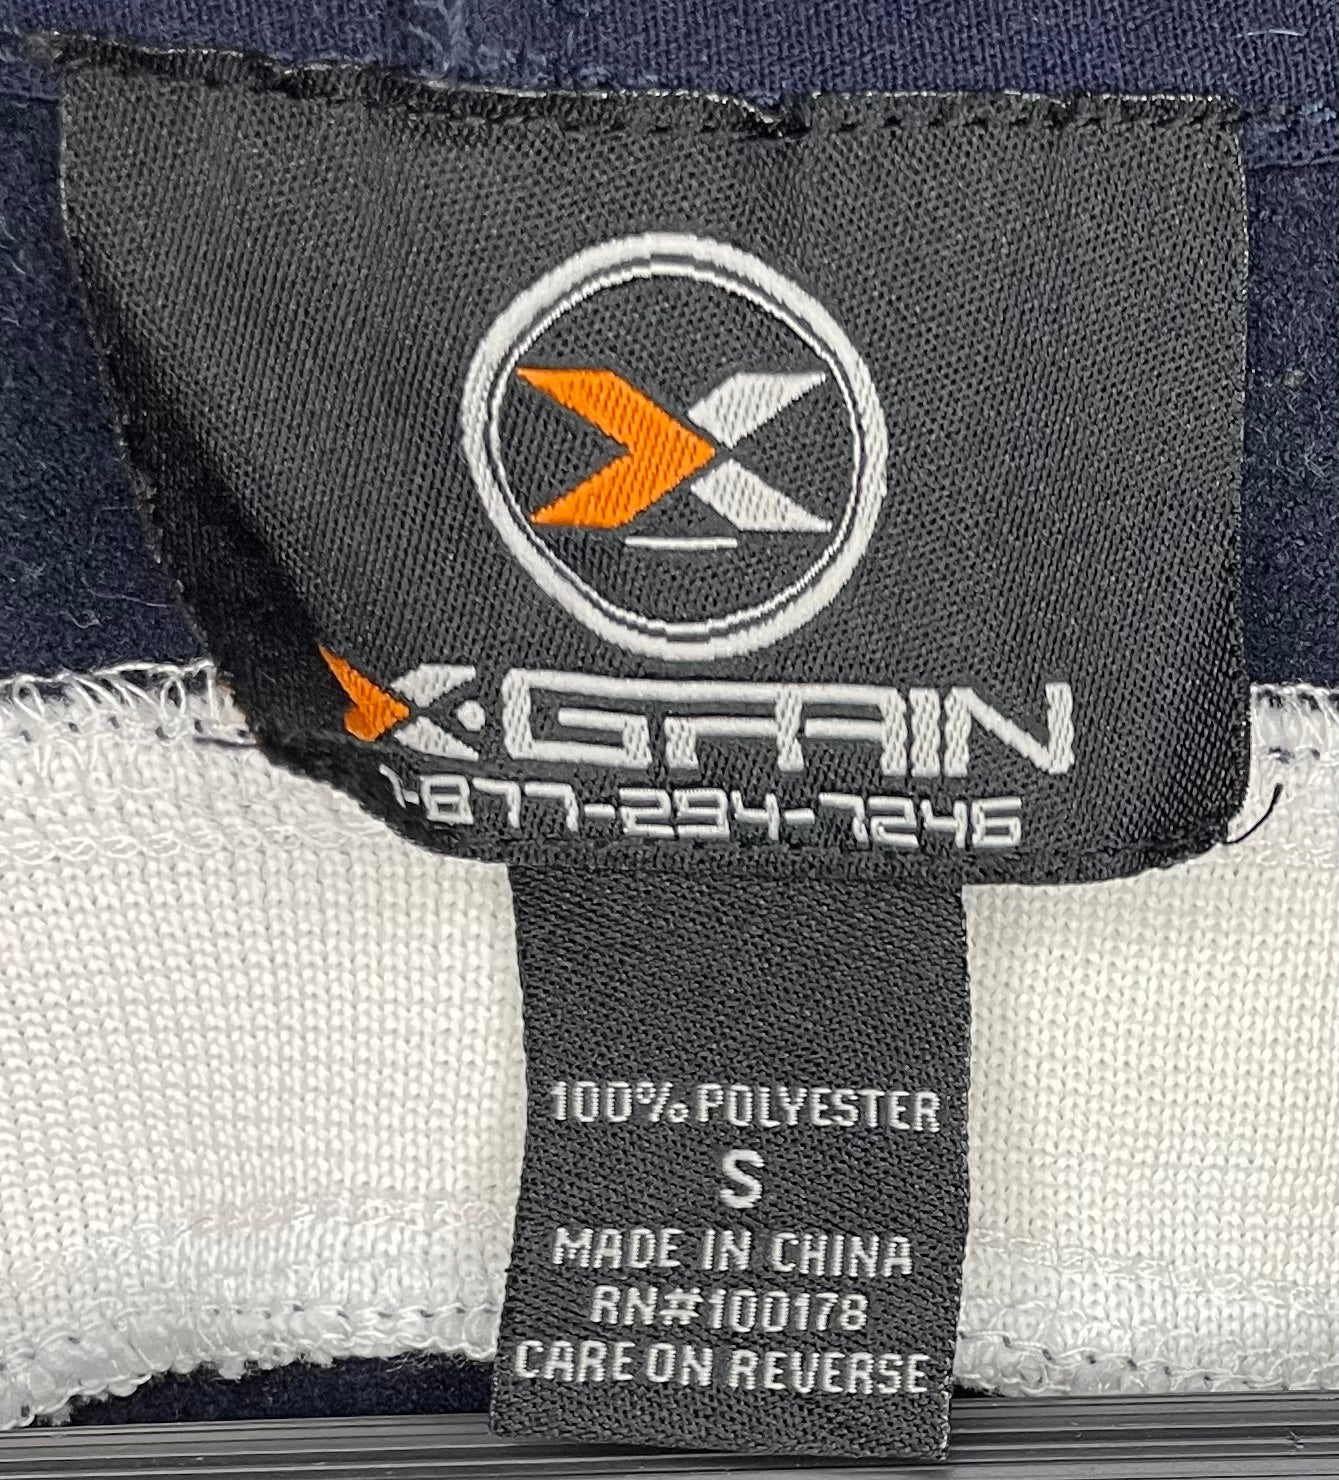 X
X-GAIN
1-877-294-7246
100% POLYESTER
S
MADE IN CHINA
RN#100178
CARE ON REVERSE